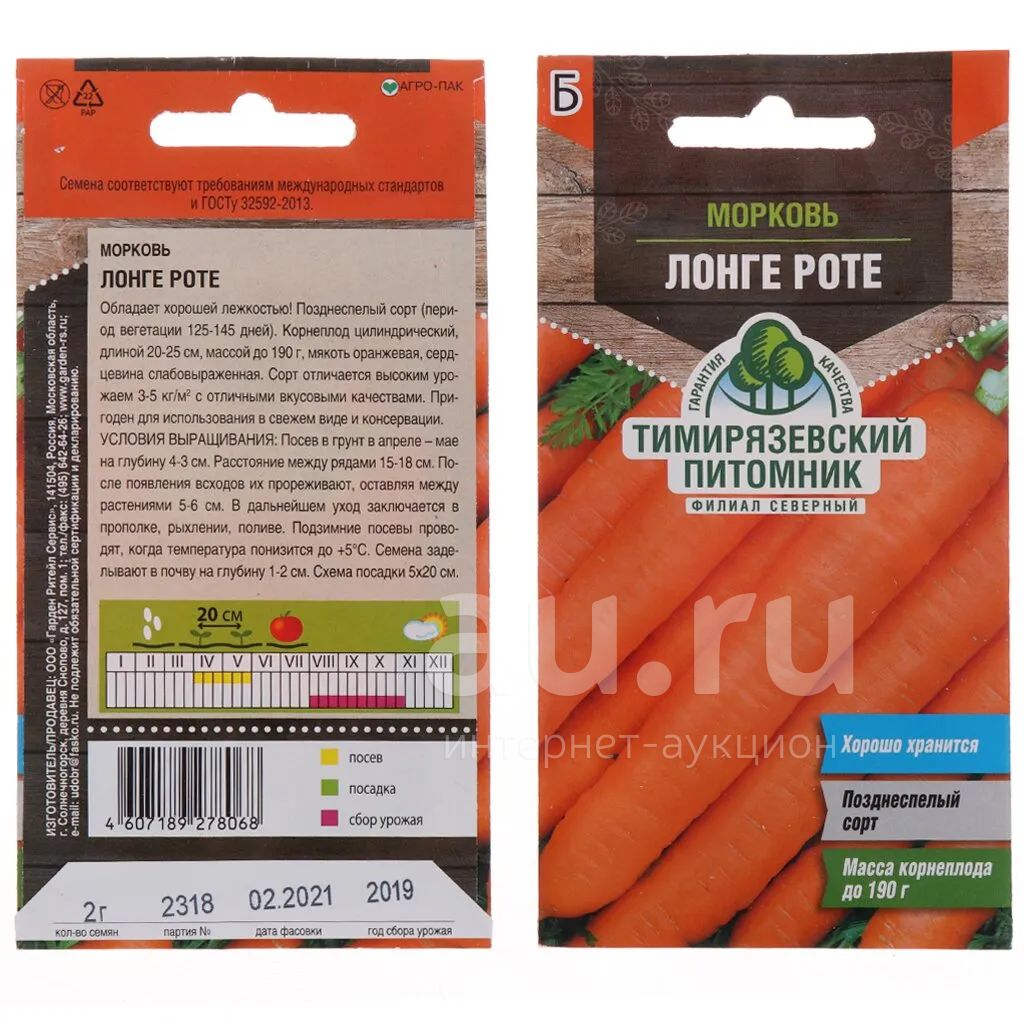 22
PAP
АГРО-ПАК
Семена соответствуют требованиям международных стандартов
и ГОСТу 32592-2013.
МОРКОВЬ
ЛОНГЕ РОТЕ
Обладает хорошей лежкостью! Позднеспелый сорт (пери-
од вегетации 125-145 дней). Корнеплод цилиндрический,
длиной 20-25 см, массой до 190 г, мякоть оранжевая, серд-
цевина слабовыраженная. Сорт отличается высоким уро-
жаем 3-5 кг/м² с отличными вкусовыми качествами. При-
годен для использования в свежем виде и консервации.
УСЛОВИЯ ВЫРАЩИВАНИЯ: Посев в грунт в апреле – мае
на глубину 4-3 см. Расстояние между рядами 15-18 см. По-
сле появления всходов их прореживают, оставляя между
растениями 5-6 см. В дальнейшем уход заключается в
прополке, рыхлении, поливе. Подзимние посевы прово-
дят, когда температура понизится до +5°С. Семена заде-
лывают в почву на глубину 1-2 см. Схема посадки 5х20 см.
20 см
I II III IV V VI VII VIII IX X XI XII
посев
посадка
сбор урожая
4 607189 278068
ИЗГОТОВИТЕЛЬ/ПРОДАВЕЦ: ООО «Гарден Ритейл Сервис», 141504, Россия, Московская область,
г. Солнечногорск, деревня Снопово, д. 127, пом. 1; тел./факс: (495) 642-64-26; www.garden-rs.ru;
e-mail: udobr@fasko.ru. Не подлежит обязательной сертификации и декларированию.
2г 2318 02.2021 2019
кол-во семян партия № дата фасовки год сбора урожая
Б
МОРКОВЬ
ЛОНГЕ РОТЕ
ГАРАНТИЯ КАЧЕСТВА
ТИМИРЯЗЕВСКИЙ
ПИТОМНИК
ФИЛИАЛ СЕВЕРНЫЙ
Хорошо хранится
Позднеспелый
сорт
Масса корнеплода
до 190 г
au.ru
интернет-аукцион